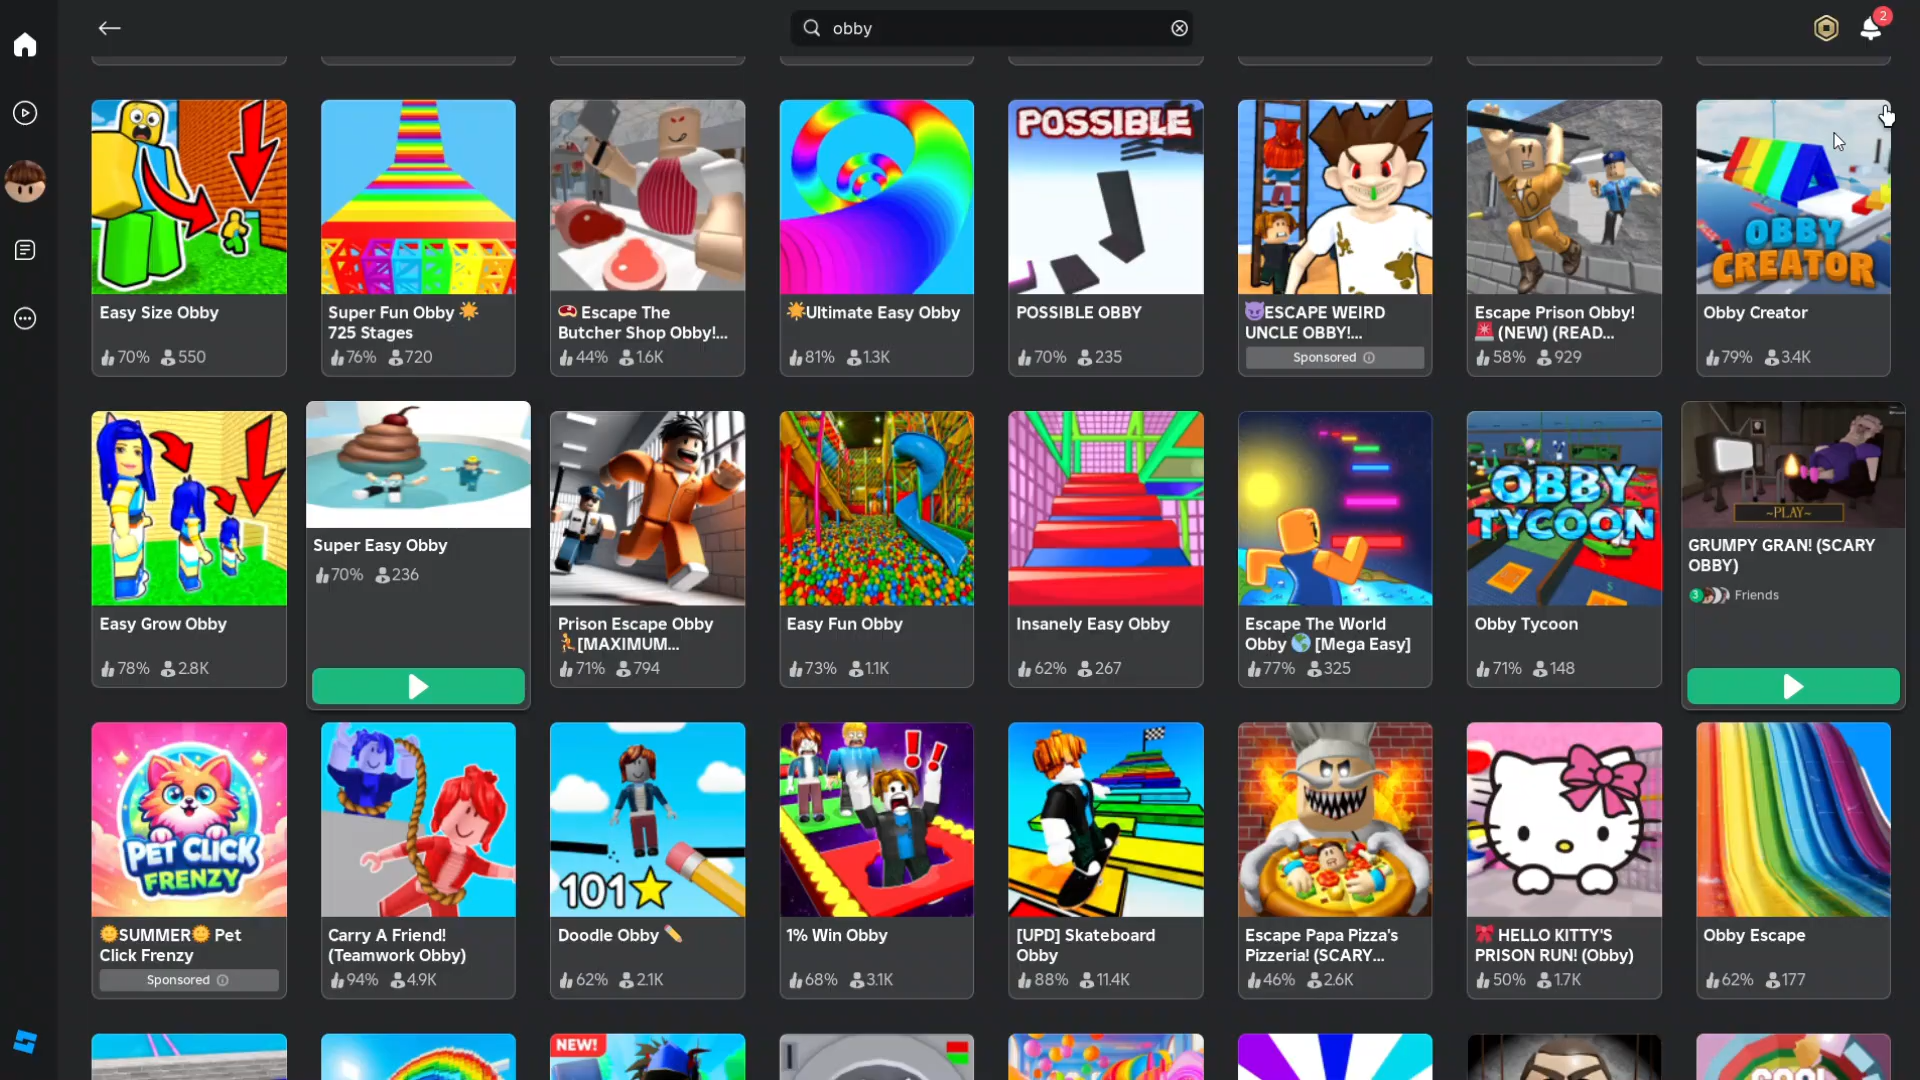 obby
2
POSSIBLE
OBBY
CREATOR
Easy Size Obby
70% 550
Super Fun Obby 🌟
725 Stages
76% 720
🥩 Escape The
Butcher Shop Obby!...
44% 1.6K
🌟Ultimate Easy Obby
81% 1.3K
POSSIBLE OBBY
70% 235
😈ESCAPE WEIRD
UNCLE OBBY!...
Sponsored
Escape Prison Obby!
🚨 (NEW) (READ...
58% 929
Obby Creator
79% 3.4K
OBBY
TYCOON
~PLAY~
Easy Grow Obby
78% 2.8K
Super Easy Obby
70% 236
Prison Escape Obby
🏃[MAXIMUM...
71% 794
Easy Fun Obby
73% 1.1K
Insanely Easy Obby
62% 267
Escape The World
Obby 🌎 [Mega Easy]
77% 325
Obby Tycoon
71% 148
GRUMPY GRAN! (SCARY
OBBY)
3 Friends
PET CLICK
FRENZY
101
!!
🌞SUMMER🌞 Pet
Click Frenzy
Sponsored
Carry A Friend!
(Teamwork Obby)
94% 4.9K
Doodle Obby ✏️
62% 2.1K
1% Win Obby
68% 3.1K
[UPD] Skateboard
Obby
88% 11.4K
Escape Papa Pizza's
Pizzeria! (SCARY...
46% 2.6K
🎀 HELLO KITTY'S
PRISON RUN! (Obby)
50% 1.7K
Obby Escape
62% 177
NEW!